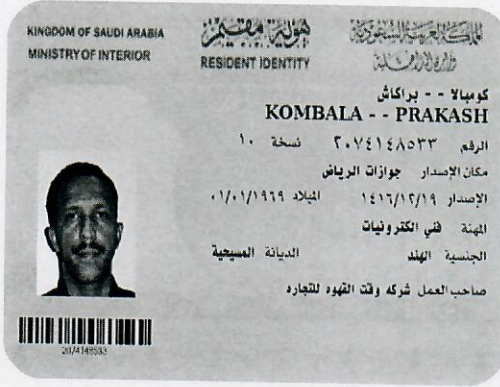 KINGDOM OF SAUDI ARABIA
MINISTRY OF INTERIOR
هوية مقيم
RESIDENT IDENTITY
المملكة العربية السعودية
وزارة الداخلية
كومبالا -- براكاش
KOMBALA -- PRAKASH
الرقم ٢٠٧٤١٤٨٥٣٣ نسخة ١٠
مكان الإصدار جوازات الرياض
الإصدار ١٤١٦/١٢/١٩ الميلاد ٠١/٠١/١٩٦٩
المهنة فني الكترونيات
الجنسية الهند الديانة المسيحية
صاحب العمل شركه وقت القهوه للتجاره
2074148533